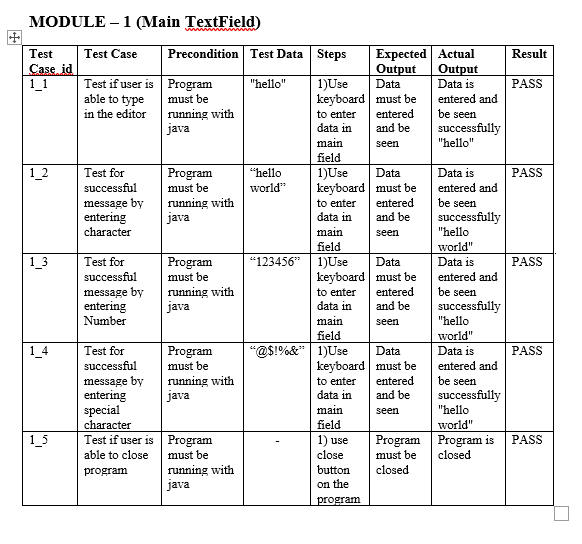 MODULE – 1 (Main TextField)
Test Case_id | Test Case | Precondition | Test Data | Steps | Expected Output | Actual Output | Result
1_1 | Test if user is able to type in the editor | Program must be running with java | "hello" | 1)Use keyboard to enter data in main field | Data must be entered and be seen | Data is entered and be seen successfully "hello" | PASS
1_2 | Test for successful message by entering character | Program must be running with java | “hello world” | 1)Use keyboard to enter data in main field | Data must be entered and be seen | Data is entered and be seen successfully "hello world" | PASS
1_3 | Test for successful message by entering Number | Program must be running with java | “123456” | 1)Use keyboard to enter data in main field | Data must be entered and be seen | Data is entered and be seen successfully "hello world" | PASS
1_4 | Test for successful message by entering special character | Program must be running with java | “@$!%&” | 1)Use keyboard to enter data in main field | Data must be entered and be seen | Data is entered and be seen successfully "hello world" | PASS
1_5 | Test if user is able to close program | Program must be running with java | - | 1) use close button on the program | Program must be closed | Program is closed | PASS